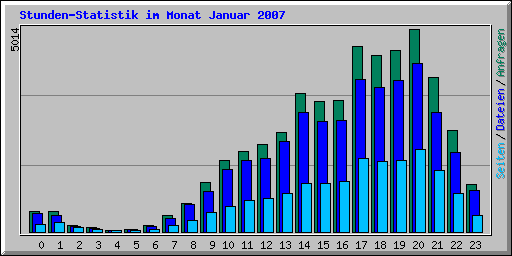 Stunden-Statistik im Monat Januar 2007
5014
Seiten / Dateien / Anfragen
0 1 2 3 4 5 6 7 8 9 10 11 12 13 14 15 16 17 18 19 20 21 22 23